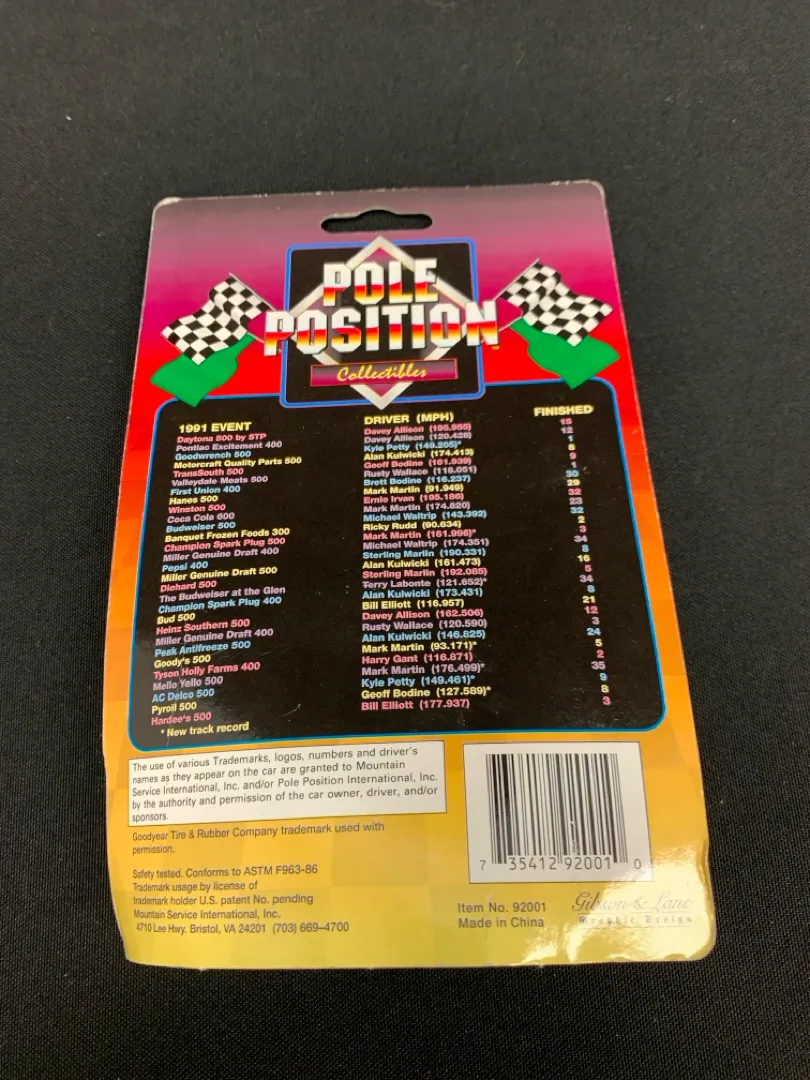 POLE
POSITION™
Collectibles
1991 EVENT DRIVER (MPH) FINISHED
Daytona 500 by STP Davey Allison (195.955) 15
Pontiac Excitement 400 Davey Allison (120.428) 12
Goodwrench 500 Kyle Petty (149.205)* 1
Motorcraft Quality Parts 500 Alan Kulwicki (174.413) 8
TransSouth 500 Geoff Bodine (161.939) 9
Valleydale Meats 500 Rusty Wallace (118.051) 1
First Union 400 Brett Bodine (116.237) 30
Hanes 500 Mark Martin (91.949) 29
Winston 500 Ernie Irvan (195.186) 32
Coca Cola 600 Mark Martin (174.820) 23
Budweiser 500 Michael Waltrip (143.392) 32
Banquet Frozen Foods 300 Ricky Rudd (90.634) 2
Champion Spark Plug 500 Mark Martin (161.996)* 3
Miller Genuine Draft 400 Michael Waltrip (174.351) 34
Pepsi 400 Sterling Marlin (190.331) 8
Miller Genuine Draft 500 Alan Kulwicki (161.473) 16
Diehard 500 Sterling Marlin (192.085) 5
The Budweiser at the Glen Terry Labonte (121.652)* 34
Champion Spark Plug 400 Alan Kulwicki (173.431) 8
Bud 500 Bill Elliott (116.957) 21
Heinz Southern 500 Davey Allison (162.506) 12
Miller Genuine Draft 400 Rusty Wallace (120.590) 3
Peak Antifreeze 500 Alan Kulwicki (146.825) 24
Goody's 500 Mark Martin (93.171)* 5
Tyson Holly Farms 400 Harry Gant (116.871) 2
Mello Yello 500 Mark Martin (176.499)* 35
AC Delco 500 Kyle Petty (149.461)* 9
Pyroil 500 Geoff Bodine (127.589)* 8
Hardee's 500 Bill Elliott (177.937) 3
* New track record
The use of various Trademarks, logos, numbers and driver's
names as they appear on the car are granted to Mountain
Service International, Inc. and/or Pole Position International, Inc.
by the authority and permission of the car owner, driver, and/or
sponsors.
Goodyear Tire & Rubber Company trademark used with
permission.
Safety tested. Conforms to ASTM F963-86
Trademark usage by license of
trademark holder U.S. patent No. pending
Mountain Service International, Inc.
4710 Lee Hwy. Bristol, VA 24201 (703) 669–4700
7 35412 92001 0
Item No. 92001
Made in China
Gibson & Lane
Graphic Design